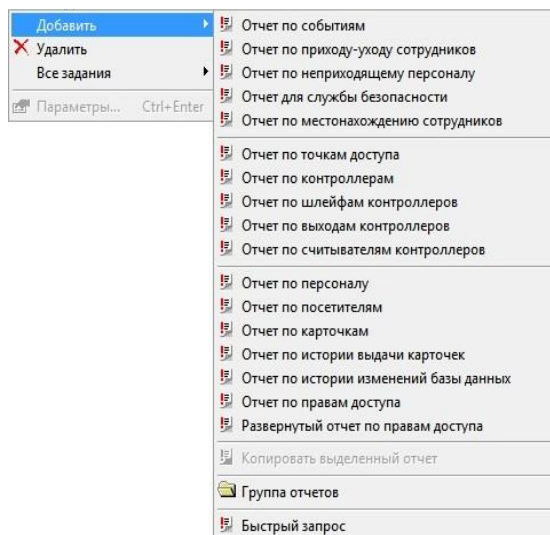 Добавить
Удалить
Все задания
Параметры... Ctrl+Enter
Отчет по событиям
Отчет по приходу-уходу сотрудников
Отчет по неприходящему персоналу
Отчет для службы безопасности
Отчет по местонахождению сотрудников
Отчет по точкам доступа
Отчет по контроллерам
Отчет по шлейфам контроллеров
Отчет по выходам контроллеров
Отчет по считывателям контроллеров
Отчет по персоналу
Отчет по посетителям
Отчет по карточкам
Отчет по истории выдачи карточек
Отчет по истории изменений базы данных
Отчет по правам доступа
Развернутый отчет по правам доступа
Копировать выделенный отчет
Группа отчетов
Быстрый запрос